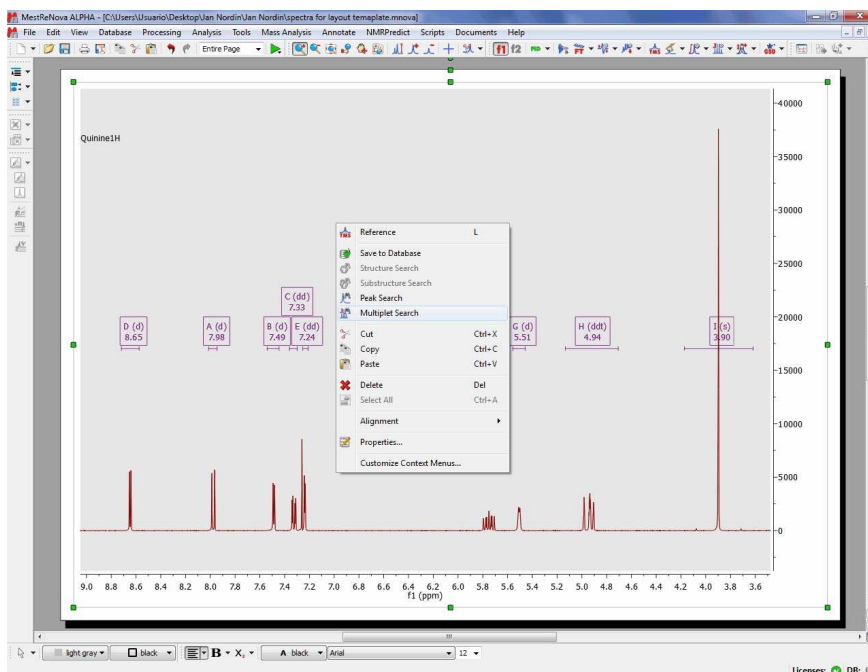 MestReNova ALPHA - [C:\Users\Usuario\Desktop\Jan Nordin\Jan Nordin\spectra for layout temaplate.mnova]
File Edit View Database Processing Analysis Tools Mass Analysis Annotate NMRPredict Scripts Documents Help
Entire Page f1 f2
Quinine1H
40000
35000
30000
25000
20000
15000
10000
5000
0
C (dd)
7.33
D (d) A (d) B (d) E (dd) G (d) H (ddt) I (s)
8.65 7.98 7.49 7.24 5.51 4.94 3.90
Reference L
Save to Database
Structure Search
Substructure Search
Peak Search
Multiplet Search
Cut Ctrl+X
Copy Ctrl+C
Paste Ctrl+V
Delete Del
Select All Ctrl+A
Alignment
Properties...
Customize Context Menus...
9.0 8.8 8.6 8.4 8.2 8.0 7.8 7.6 7.4 7.2 7.0 6.8 6.6 6.4 6.2 6.0 5.8 5.6 5.4 5.2 5.0 4.8 4.6 4.4 4.2 4.0 3.8 3.6
f1 (ppm)
light gray black B X, A black Arial 12
Licenses: DB: